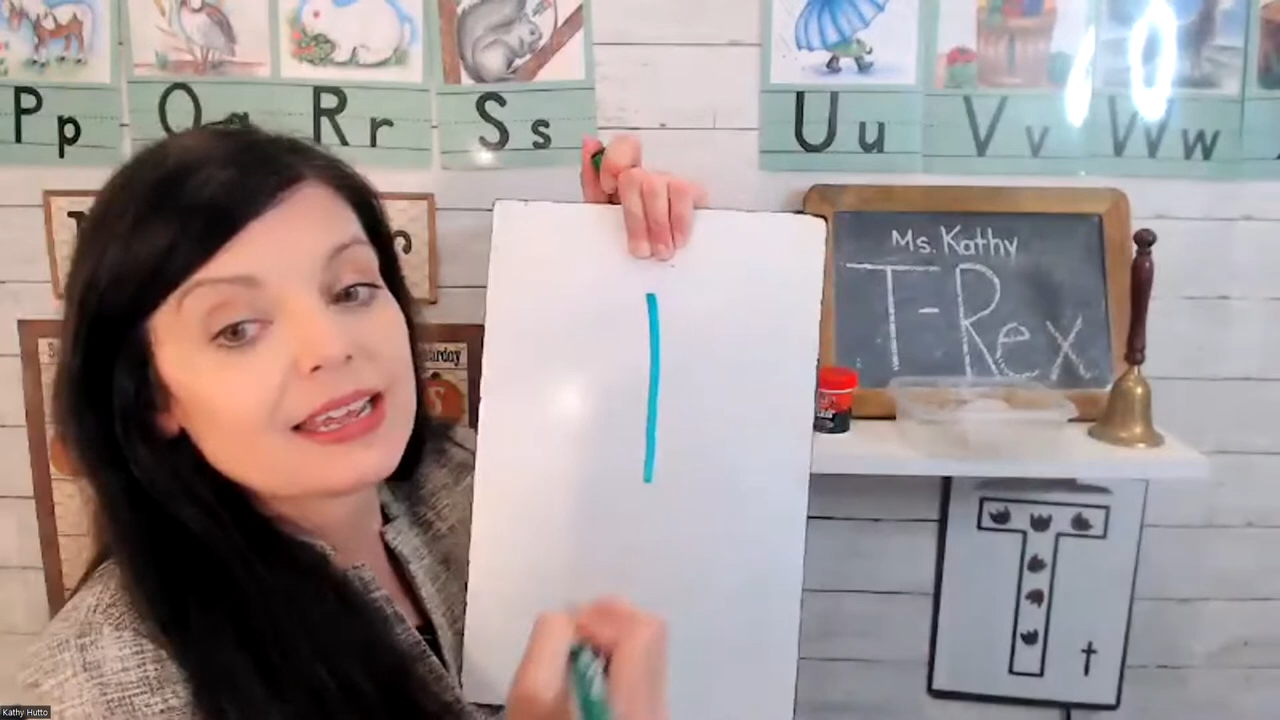 Pp
Qq
Rr
Ss
Uu
Vv
Ww
Ms. Kathy
T-Rex
T
t
Kathy Hutto